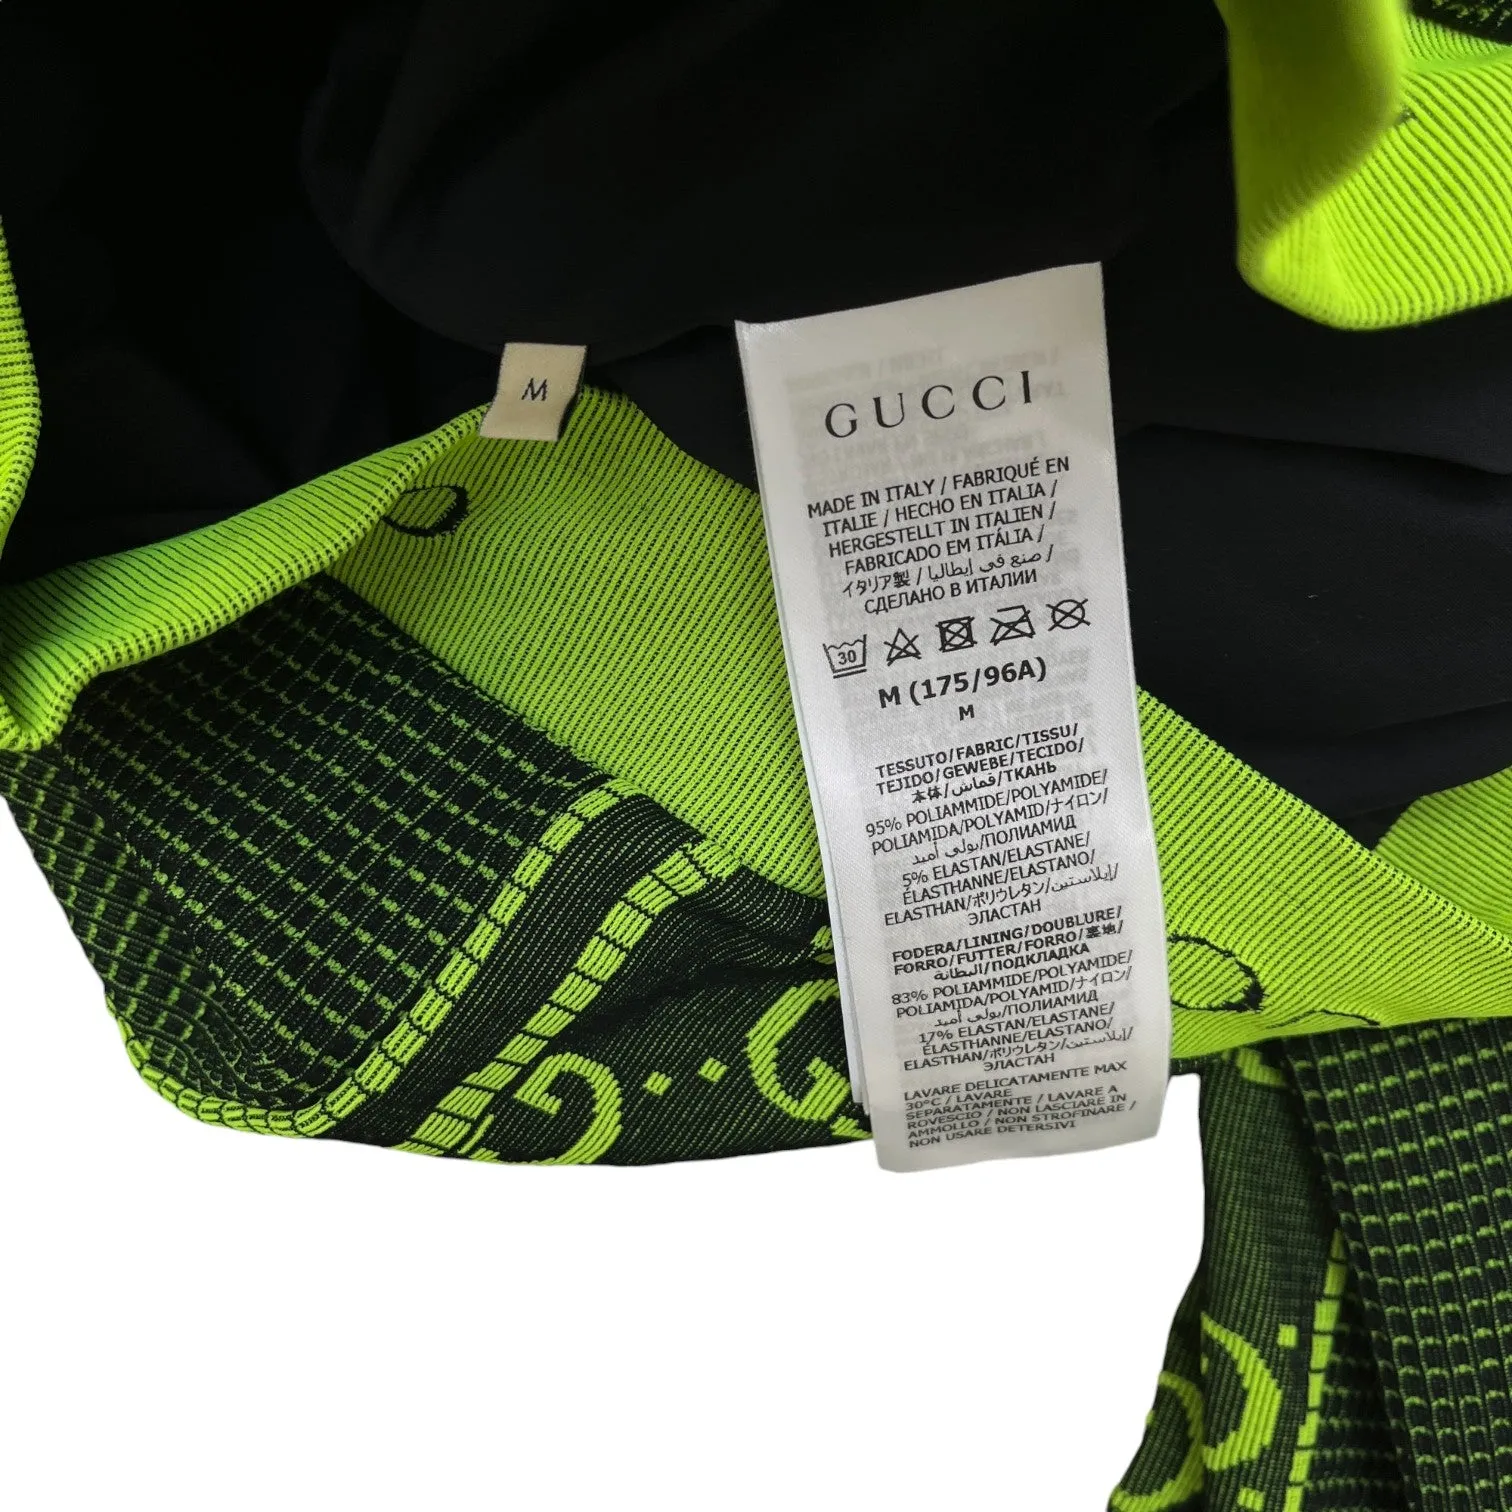 M
GUCCI
MADE IN ITALY / FABRIQUÉ EN
ITALIE / HECHO EN ITALIA /
HERGESTELLT IN ITALIEN /
FABRICADO EM ITÁLIA /
イタリア製 / صنع في إيطاليا /
СДЕЛАНО В ИТАЛИИ
30
M (175/96A)
M
TESSUTO/FABRIC/TISSU/
TEJIDO/GEWEBE/TECIDO/
本体/قماش/ТКАНЬ
95% POLIAMMIDE/POLYAMIDE/
POLIAMIDA/POLYAMID/ナイロン/
بولي أميد/ПОЛИАМИД
5% ELASTAN/ELASTANE/
ÉLASTHANNE/ELASTANO/
ELASTHAN/ポリウレタン/إيلاستين/
ЭЛАСТАН
FODERA/LINING/DOUBLURE/
FORRO/FUTTER/FORRO/裏地/
البطانة/ПОДКЛАДКА
83% POLIAMMIDE/POLYAMIDE/
POLIAMIDA/POLYAMID/ナイロン/
بولي أميد/ПОЛИАМИД
17% ELASTAN/ELASTANE/
ÉLASTHANNE/ELASTANO/
ELASTHAN/ポリウレタン/إيلاستين/
ЭЛАСТАН
LAVARE DELICATAMENTE MAX
30°C / LAVARE
SEPARATAMENTE / LAVARE A
ROVESCIO / NON LASCIARE IN
AMMOLLO / NON STROFINARE /
NON USARE DETERSIVI